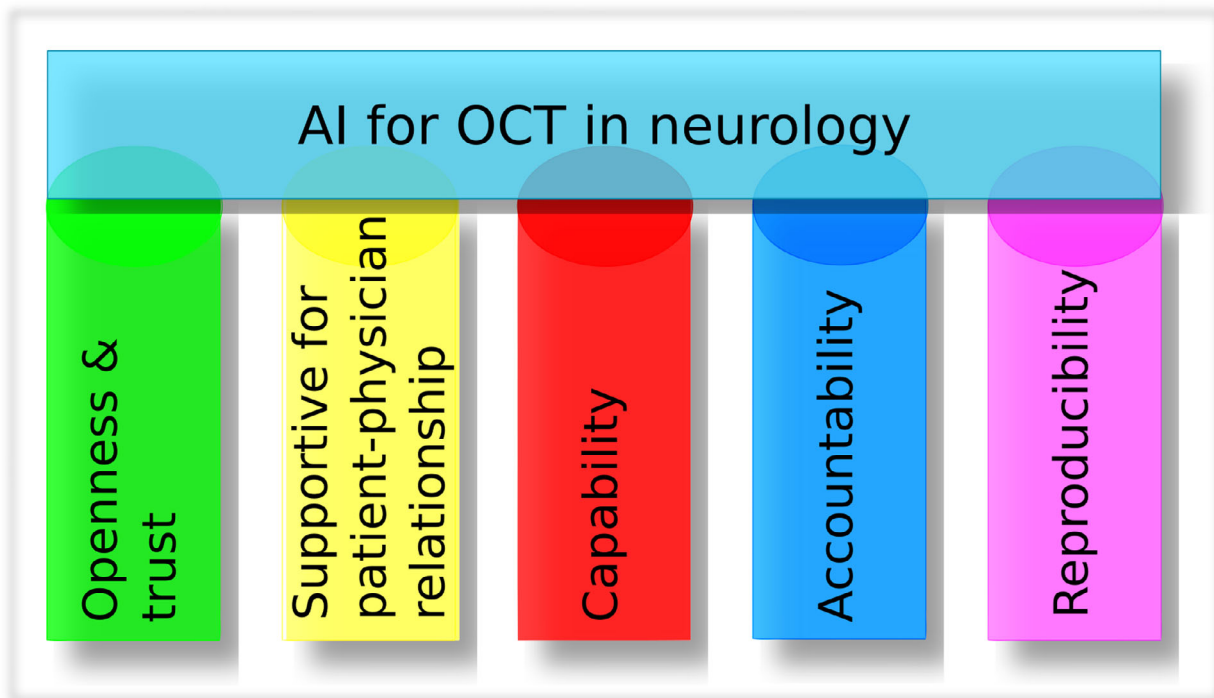 AI for OCT in neurology
Openness &
trust
Supportive for
patient-physician
relationship
Capability
Accountability
Reproducibility